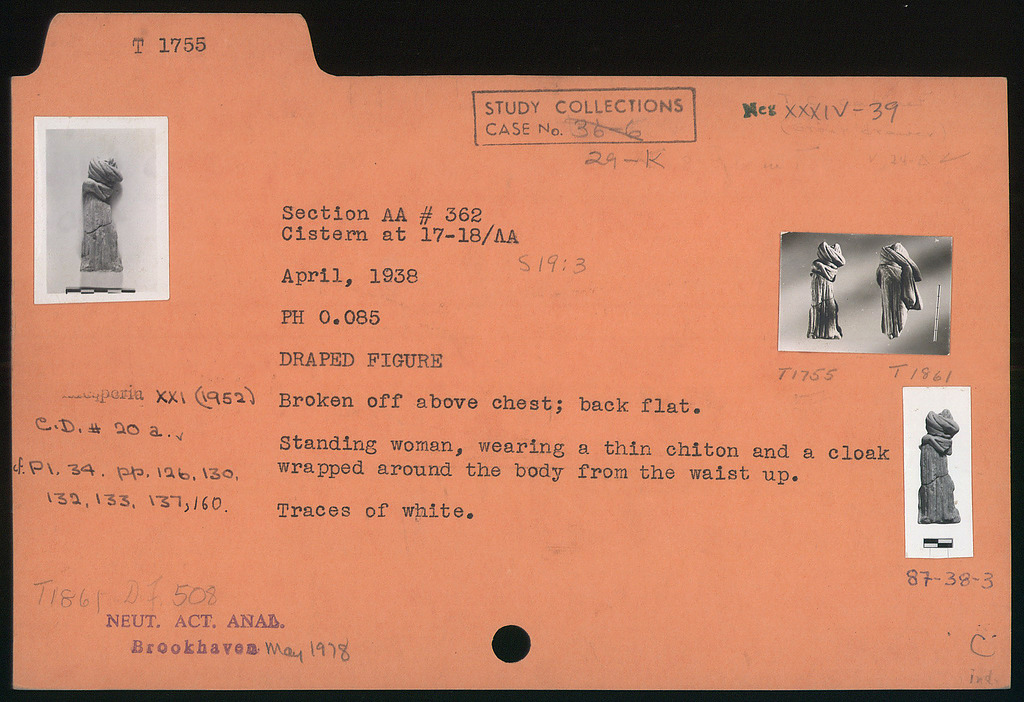 T 1755
STUDY COLLECTIONS
CASE No. 36-6
29-K
Neg XXXIV-39
Section AA # 362
Cistern at 17-18/ΛA
S19:3
April, 1938
PH 0.085
DRAPED FIGURE
T1755 T1861
XXI (1952)
C.D. # 20 a.
cf. Pl. 34. pp. 126, 130,
132, 133, 137, 160.
Broken off above chest; back flat.
Standing woman, wearing a thin chiton and a cloak
wrapped around the body from the waist up.
Traces of white.
87-38-3
T1861 D.F. 508
NEUT. ACT. ANAL.
Brookhaven May 1978
C
ind.